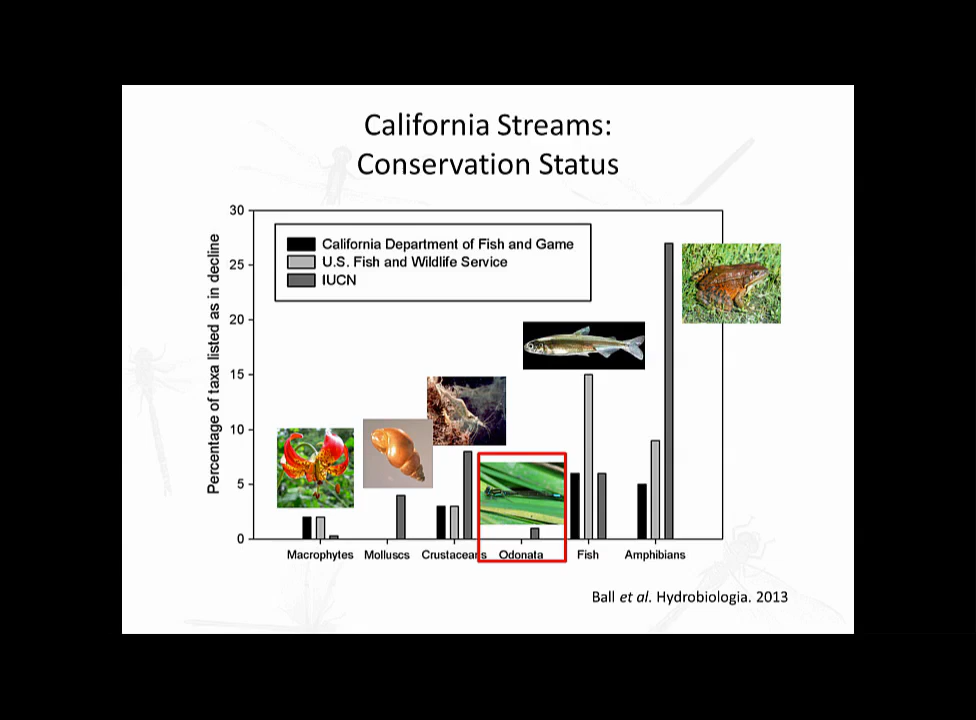 California Streams:
Conservation Status
Percentage of taxa listed as in decline
30
25
20
15
10
5
0
California Department of Fish and Game
U.S. Fish and Wildlife Service
IUCN
Macrophytes Molluscs Crustaceans Odonata Fish Amphibians
Ball et al. Hydrobiologia. 2013